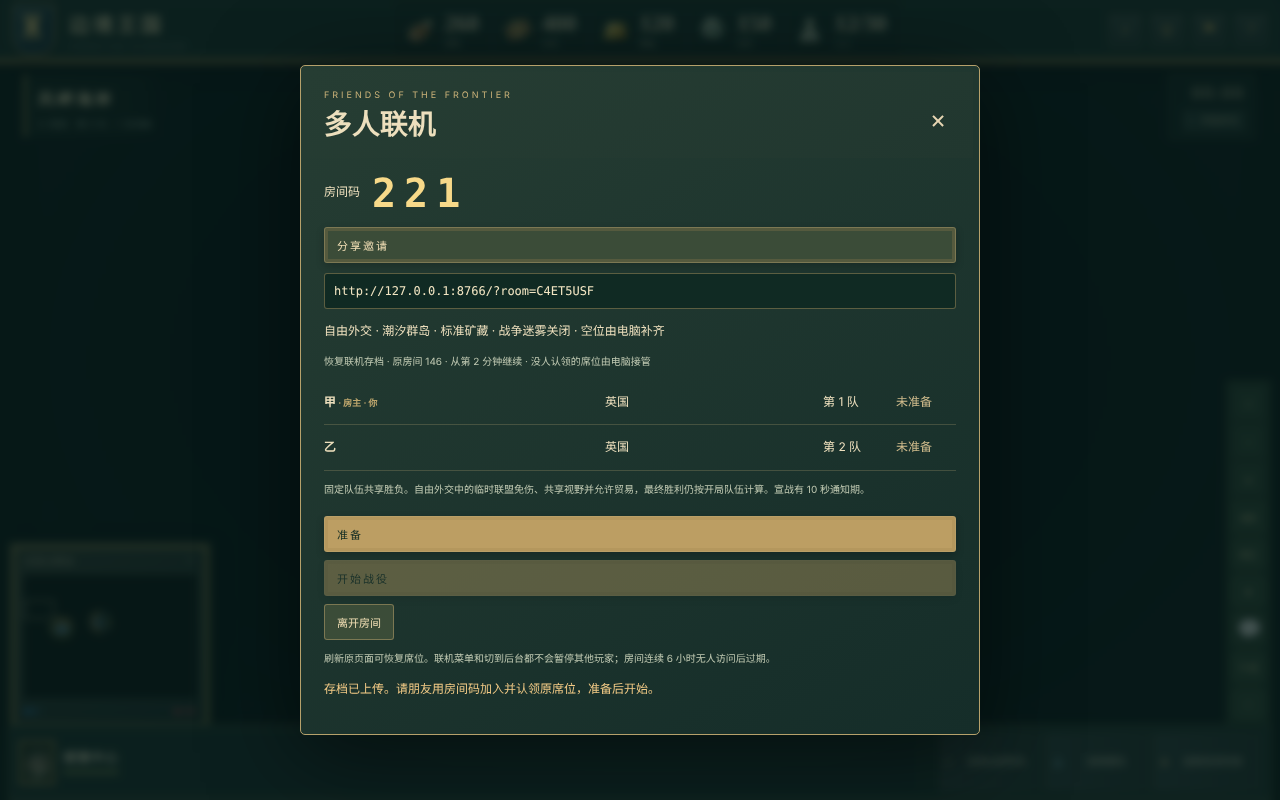 FRIENDS OF THE FRONTIER
多人联机
✕
房间码 221
分享邀请
http://127.0.0.1:8766/?room=C4ET5USF
自由外交 · 潮汐群岛 · 标准矿藏 · 战争迷雾关闭 · 空位由电脑补齐
恢复联机存档 · 原房间 146 · 从第 2 分钟继续 · 没人认领的席位由电脑接管
甲 · 房主 · 你 英国 第 1 队 未准备
乙 英国 第 2 队 未准备
固定队伍共享胜负。自由外交中的临时联盟免伤、共享视野并允许贸易，最终胜利仍按开局队伍计算。宣战有 10 秒通知期。
准备
开始战役
离开房间
刷新原页面可恢复席位。联机菜单和切到后台都不会暂停其他玩家；房间连续 6 小时无人访问后过期。
存档已上传。请朋友用房间码加入并认领原席位，准备后开始。